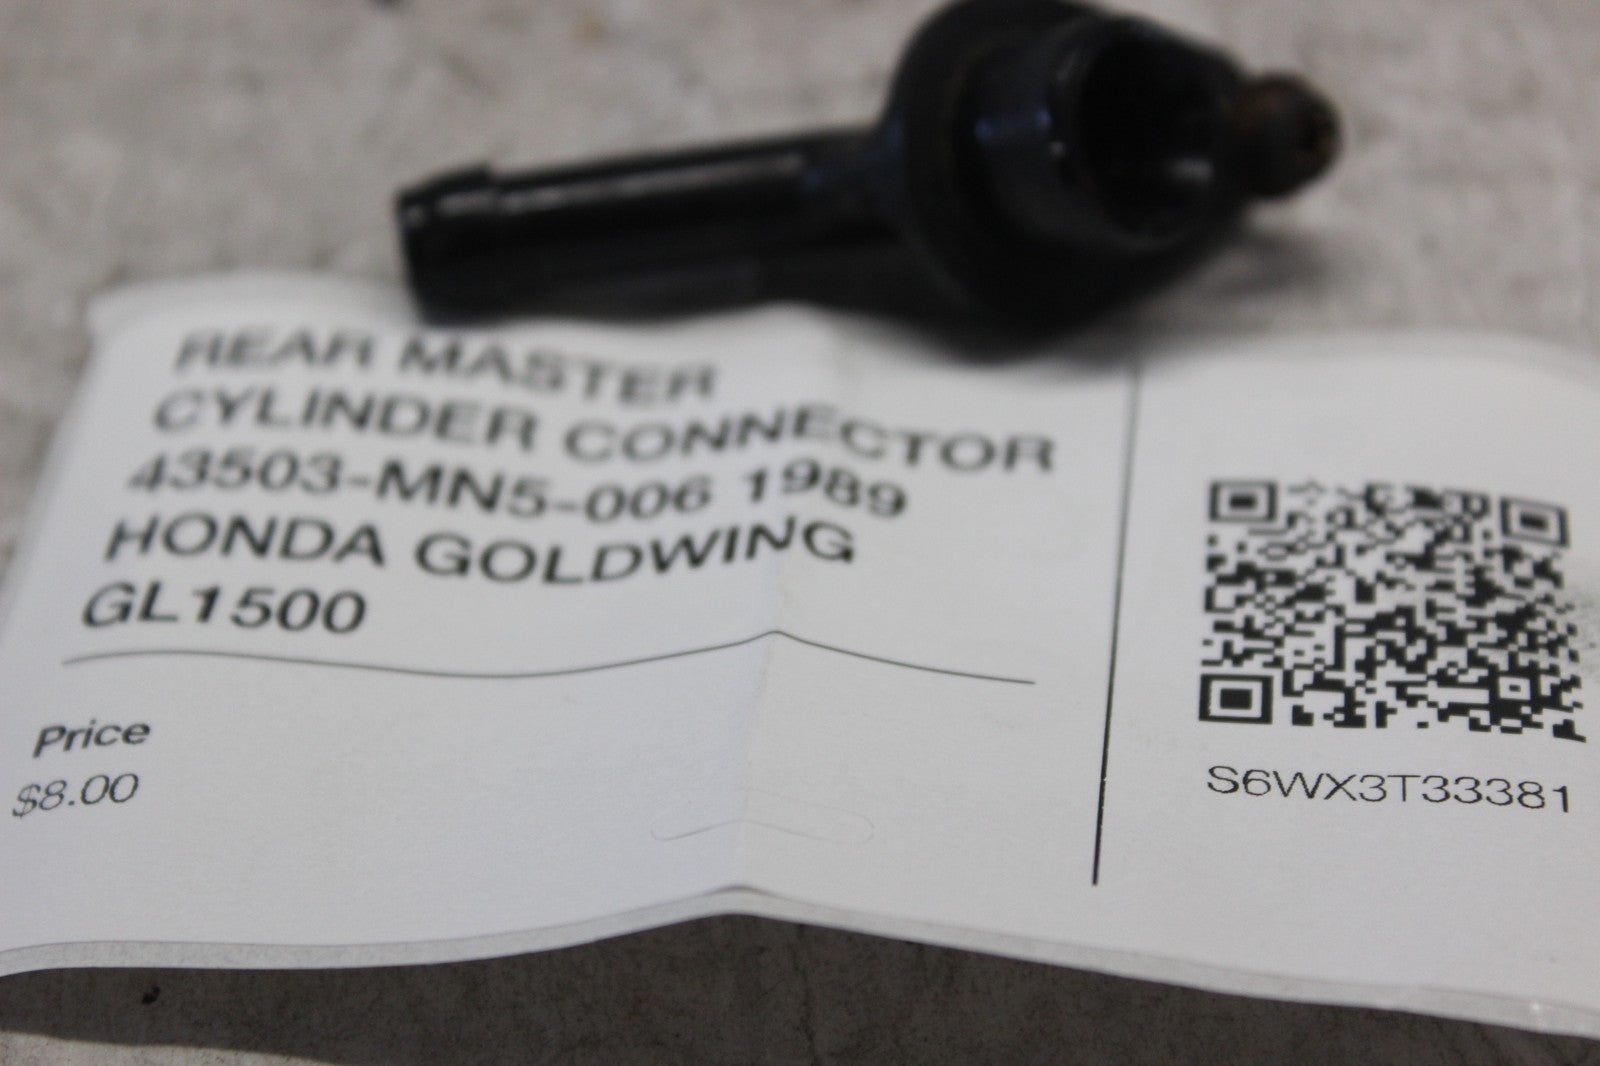 REAR MASTER
CYLINDER CONNECTOR
43503-MN5-006 1989
HONDA GOLDWING
GL1500
Price
$8.00
S6WX3T33381